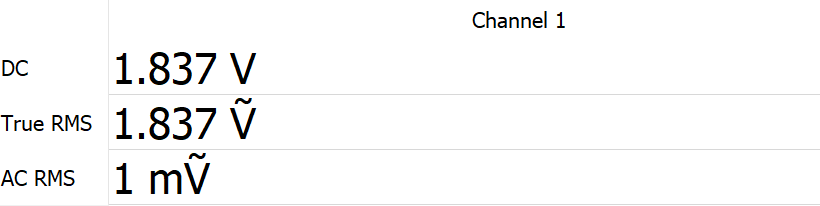 Channel 1
DC 1.837 V
True RMS 1.837 Ṽ
AC RMS 1 mṼ